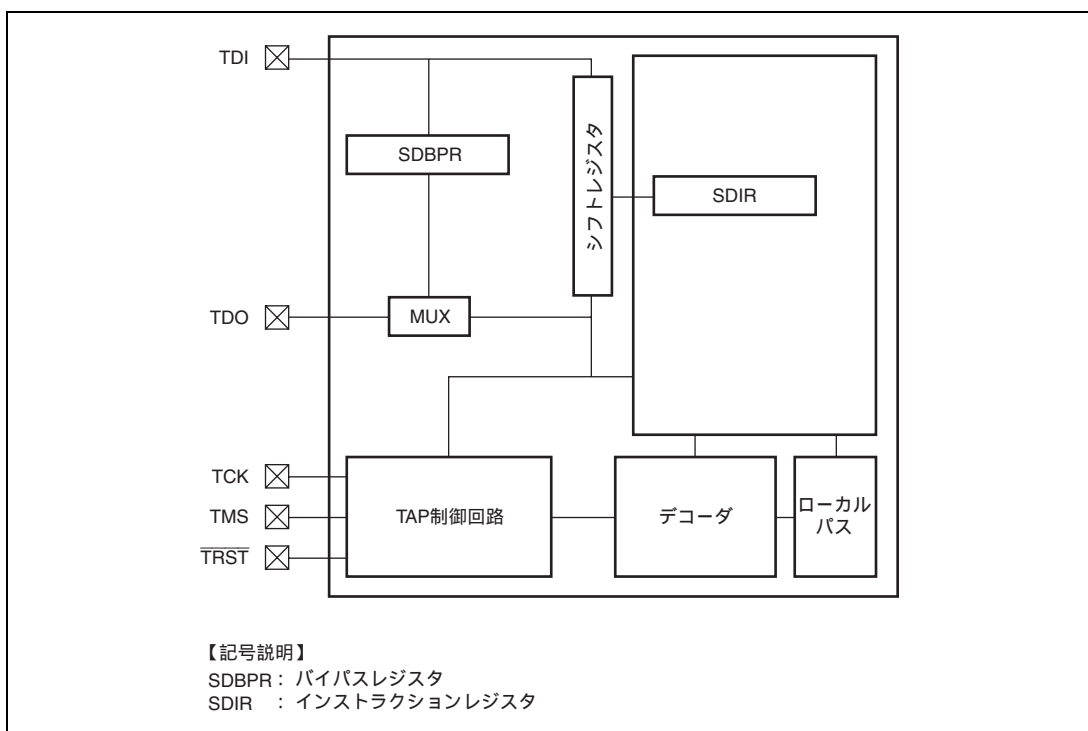 TDI
シフトレジスタ
SDBPR
SDIR
TDO
MUX
TCK
TMS
TRST
TAP制御回路
デコーダ
ローカル
パス
【記号説明】
SDBPR： バイパスレジスタ
SDIR ： インストラクションレジスタ